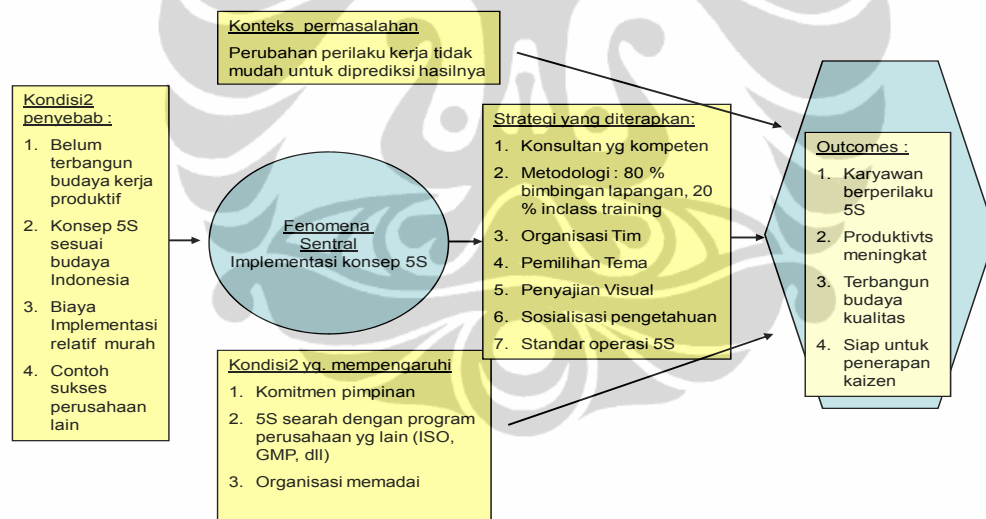 Konteks permasalahan
Perubahan perilaku kerja tidak
mudah untuk diprediksi hasilnya
Kondisi2
penyebab :
1. Belum
terbangun
budaya kerja
produktif
2. Konsep 5S
sesuai
budaya
Indonesia
3. Biaya
Implementasi
relatif murah
4. Contoh
sukses
perusahaan
lain
Fenomena
Sentral
Implementasi konsep 5S
Strategi yang diterapkan:
1. Konsultan yg kompeten
2. Metodologi : 80 %
bimbingan lapangan, 20
% inclass training
3. Organisasi Tim
4. Pemilihan Tema
5. Penyajian Visual
6. Sosialisasi pengetahuan
7. Standar operasi 5S
Kondisi2 yg. mempengaruhi
1. Komitmen pimpinan
2. 5S searah dengan program
perusahaan yg lain (ISO,
GMP, dll)
3. Organisasi memadai
Outcomes :
1. Karyawan
berperilaku
5S
2. Produktivts
meningkat
3. Terbangun
budaya
kualitas
4. Siap untuk
penerapan
kaizen